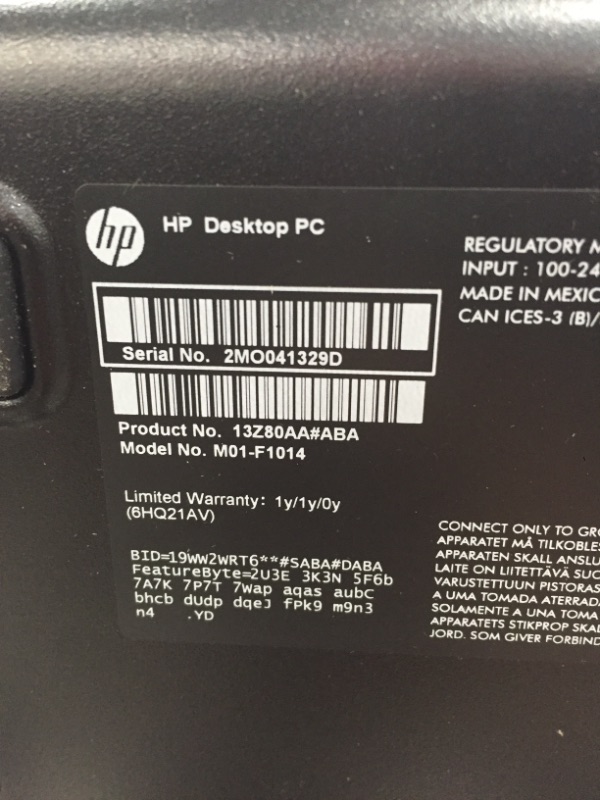 hp
HP Desktop PC
Serial No. 2MO041329D
Product No. 13Z80AA#ABA
Model No. M01-F1014
Limited Warranty: 1y/1y/0y
(6HQ21AV)
BID=19WW2WRT6**#SABA#DABA
FeatureByte=2U3E 3K3N 5F6b
7A7K 7P7T 7wap aqas aubC
bhcb dudp dqeJ fPk9 m9n3
n4 .YD
REGULATORY
INPUT : 100-24
MADE IN MEXIC
CAN ICES-3 (B)/
CONNECT ONLY TO GR
APPARATET MÅ TILKOBLES
APPARATEN SKALL ANSLU
LAITE ON LIITETTÄVÄ SUO
VARUSTETTUUN PISTORAS
A UMA TOMADA ATERRAD
SOLAMENTE A UNA TOMA
APPARATETS STIKPROP SKAL
JORD. SOM GIVER FORBIND